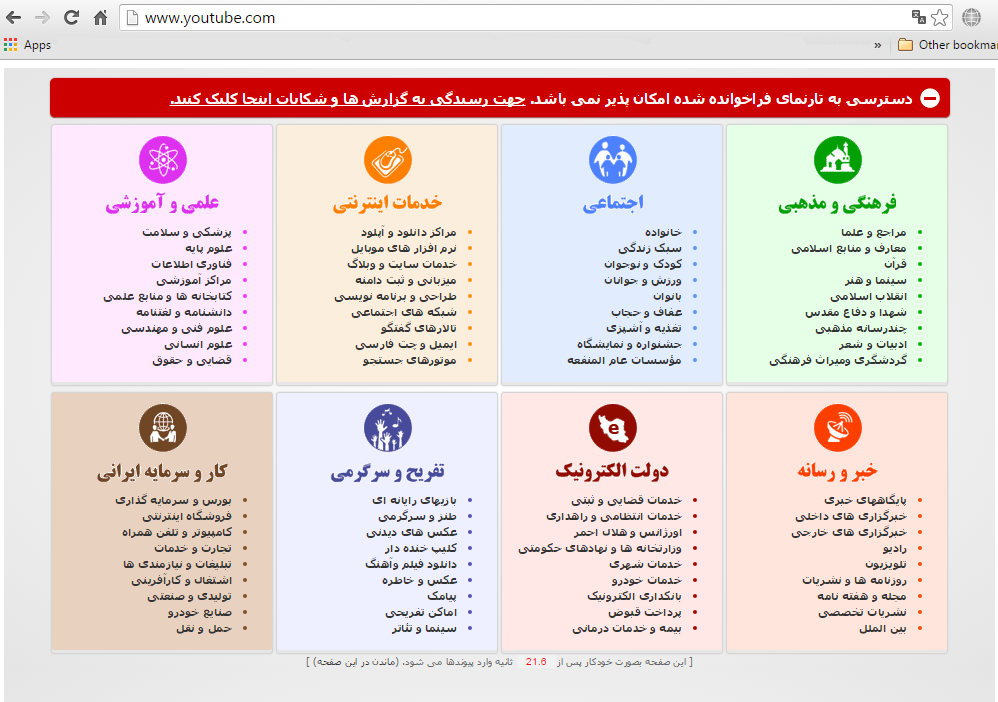 www.youtube.com
Apps
»
Other bookmar
دسترسی به تارنمای فراخوانده شده امکان پذیر نمی باشد. جهت رسیدگی به گزارش ها و شکایات اینجا کلیک کنید.
فرهنگی و مذهبی
مراجع و علما
معارف و منابع اسلامی
قرآن
سینما و هنر
انقلاب اسلامی
شهدا و دفاع مقدس
چندرسانه مذهبی
ادبیات و شعر
گردشگری ومیراث فرهنگی
اجتماعی
خانواده
سبک زندگی
کودک و نوجوان
ورزش و جوانان
بانوان
عفاف و حجاب
تغذیه و آشپزی
جشنواره و نمایشگاه
مؤسسات عام المنفعه
خدمات اینترنتی
مراکز دانلود و آپلود
نرم افزار های موبایل
خدمات سایت و وبلاگ
میزبانی و ثبت دامنه
طراحی و برنامه نویسی
شبکه های اجتماعی
تالارهای گفتگو
ایمیل و چت فارسی
موتورهای جستجو
علمی و آموزشی
پزشکی و سلامت
علوم پایه
فناوری اطلاعات
مراکز آموزشی
کتابخانه ها و منابع علمی
دانشنامه و لغتنامه
علوم فنی و مهندسی
علوم انسانی
قضایی و حقوق
خبر و رسانه
پایگاههای خبری
خبرگزاری های داخلی
خبرگزاری های خارجی
رادیو
تلویزیون
روزنامه ها و نشریات
مجله و هفته نامه
نشریات تخصصی
بین الملل
دولت الکترونیک
خدمات قضایی و ثبتی
خدمات انتظامی و راهداری
اورژانس و هلال احمر
وزارتخانه ها و نهادهای حکومتی
خدمات شهری
خدمات خودرو
بانکداری الکترونیک
پرداخت قبوض
بیمه و خدمات درمانی
تفریح و سرگرمی
بازیهای رایانه ای
طنز و سرگرمی
عکس های دیدنی
کلیپ خنده دار
دانلود فیلم وآهنگ
عکس و خاطره
پیامک
اماکن تفریحی
سینما و تئاتر
کار و سرمایه ایرانی
بورس و سرمایه گذاری
فروشگاه اینترنتی
کامپیوتر و تلفن همراه
تجارت و خدمات
تبلیغات و نیازمندی ها
اشتغال و کارآفرینی
تولیدی و صنعتی
صنایع خودرو
حمل و نقل
[ این صفحه بصورت خودکار پس از 21.6 ثانیه وارد پیوندها می شود. (ماندن در این صفحه) ]